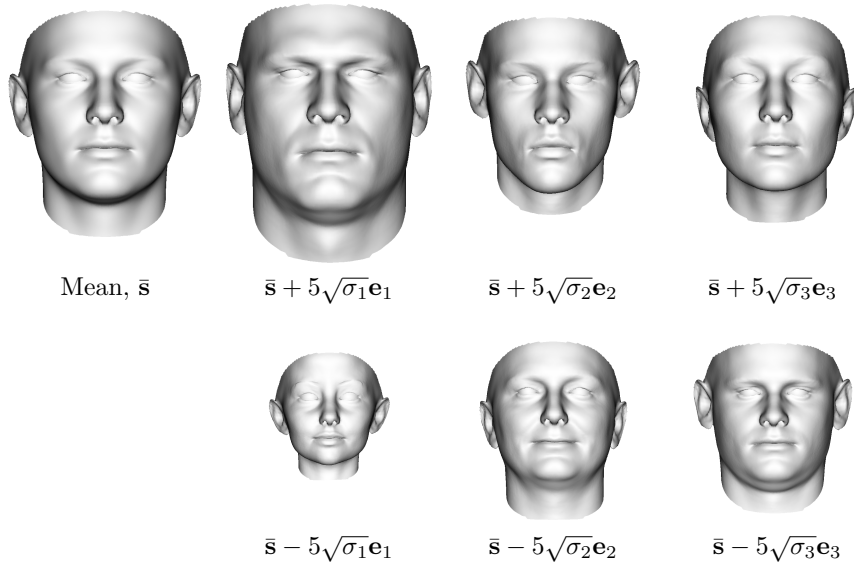 Mean, s̄
s̄ + 5√σ₁e₁
s̄ + 5√σ₂e₂
s̄ + 5√σ₃e₃
s̄ − 5√σ₁e₁
s̄ − 5√σ₂e₂
s̄ − 5√σ₃e₃